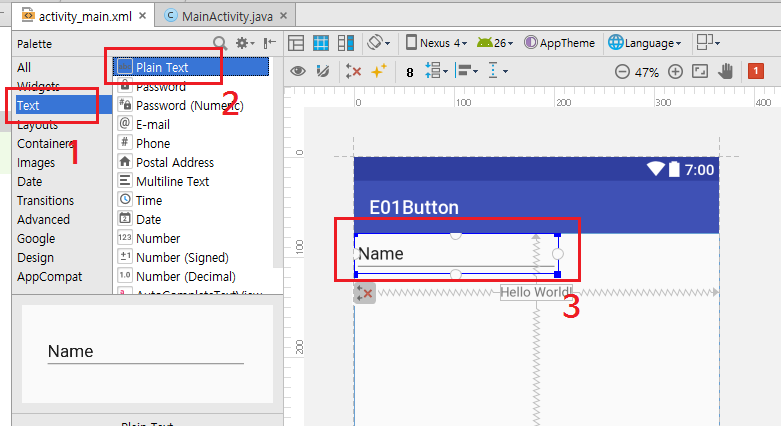 activity_main.xml
MainActivity.java
Palette
Nexus 4
26
AppTheme
Language
All
Widgets
Text
Layouts
Containers
Images
Date
Transitions
Advanced
Google
Design
AppCompat
Plain Text
Password
Password (Numeric)
E-mail
Phone
Postal Address
Multiline Text
Time
Date
Number
Number (Signed)
Number (Decimal)
AutoCompleteTextView
1
2
8
47%
1
0
100
200
300
400
0
100
200
7:00
E01Button
Name
Hello World!
3
Name
Plain Text